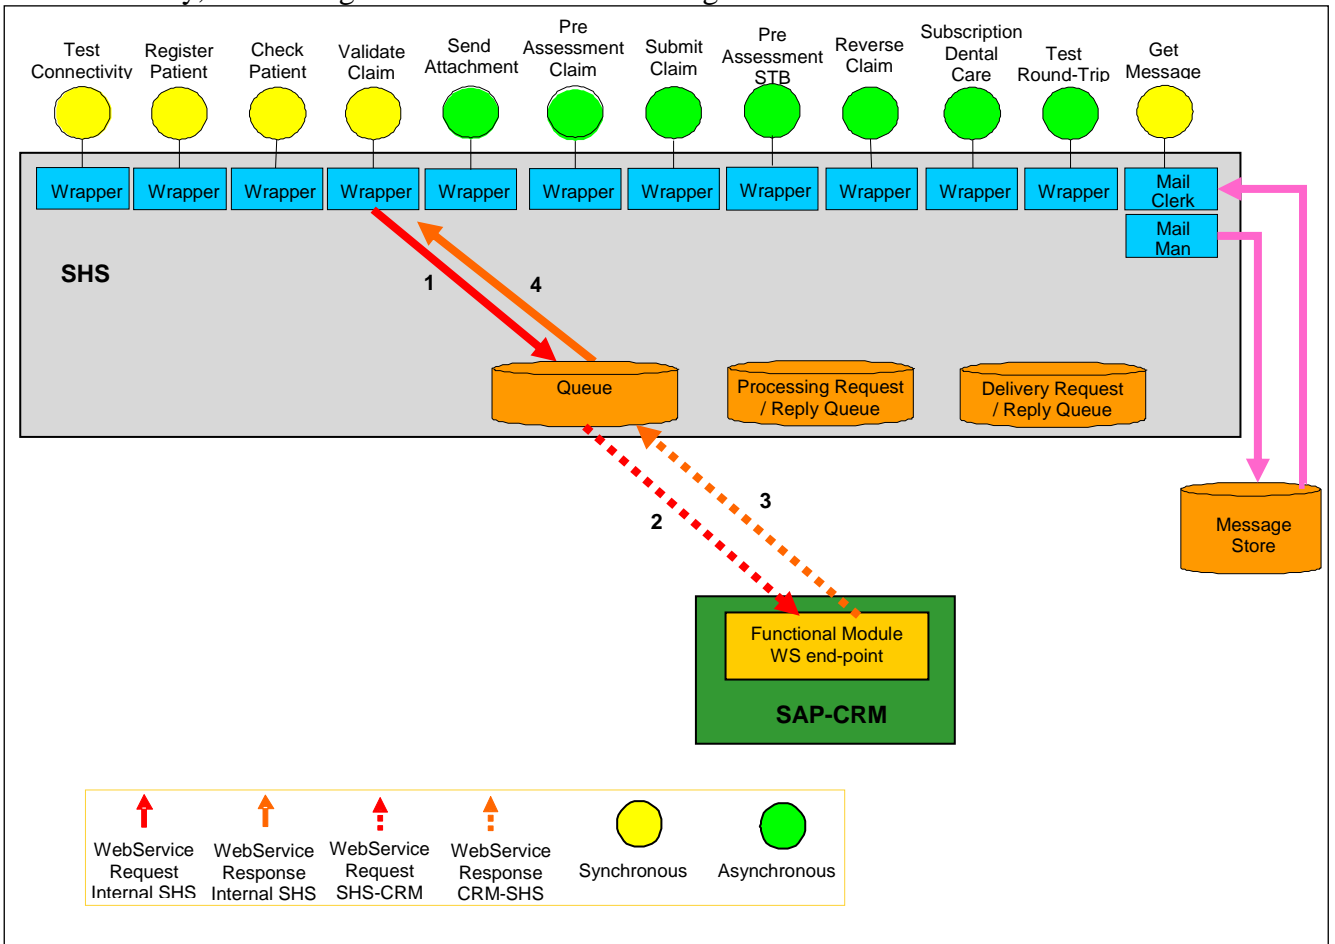 Test
Connectivity
Register
Patient
Check
Patient
Validate
Claim
Send
Attachment
Pre
Assessment
Claim
Submit
Claim
Pre
Assessment
STB
Reverse
Claim
Subscription
Dental
Care
Test
Round-Trip
Get
Message
Wrapper
Wrapper
Wrapper
Wrapper
Wrapper
Wrapper
Wrapper
Wrapper
Wrapper
Wrapper
Wrapper
Mail
Clerk
Mail
Man
SHS
1
4
Queue
Processing Request
/ Reply Queue
Delivery Request
/ Reply Queue
2
3
Message
Store
Functional Module
WS end-point
SAP-CRM
WebService
Request
Internal SHS
WebService
Response
Internal SHS
WebService
Request
SHS-CRM
WebService
Response
CRM-SHS
Synchronous
Asynchronous